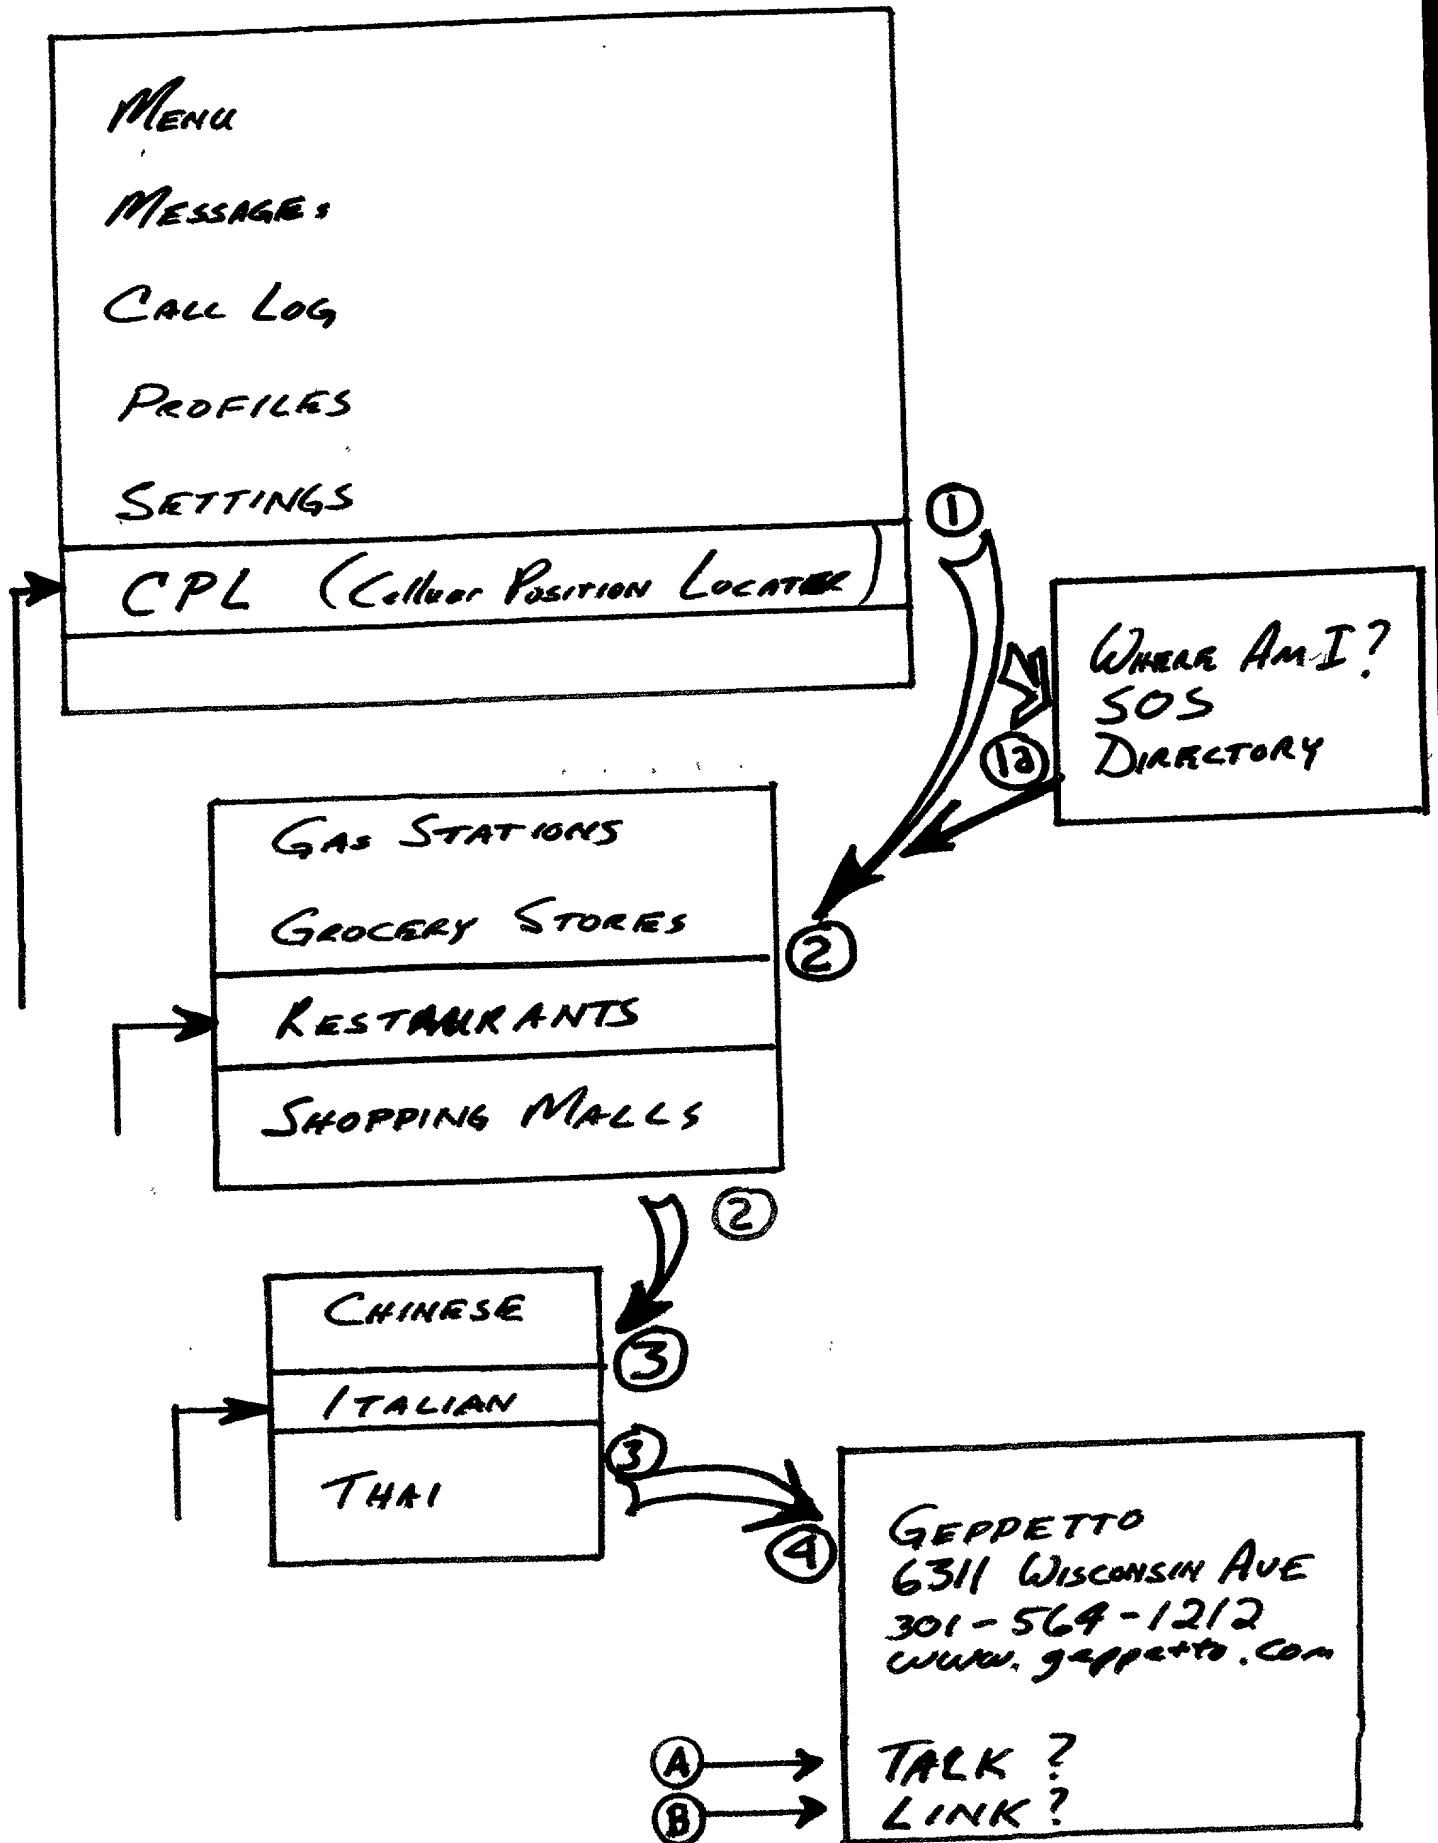 Menu
Messages
Call Log
Profiles
Settings
1
CPL (Cellular Position Locater)
Where Am I?
SOS
1a
Directory
Gas Stations
Grocery Stores
2
Restaurants
Shopping Malls
2
Chinese
3
Italian
3
Thai
4
Geppetto
6311 Wisconsin Ave
301-564-1212
www.geppetto.com
A
Talk?
B
Link?